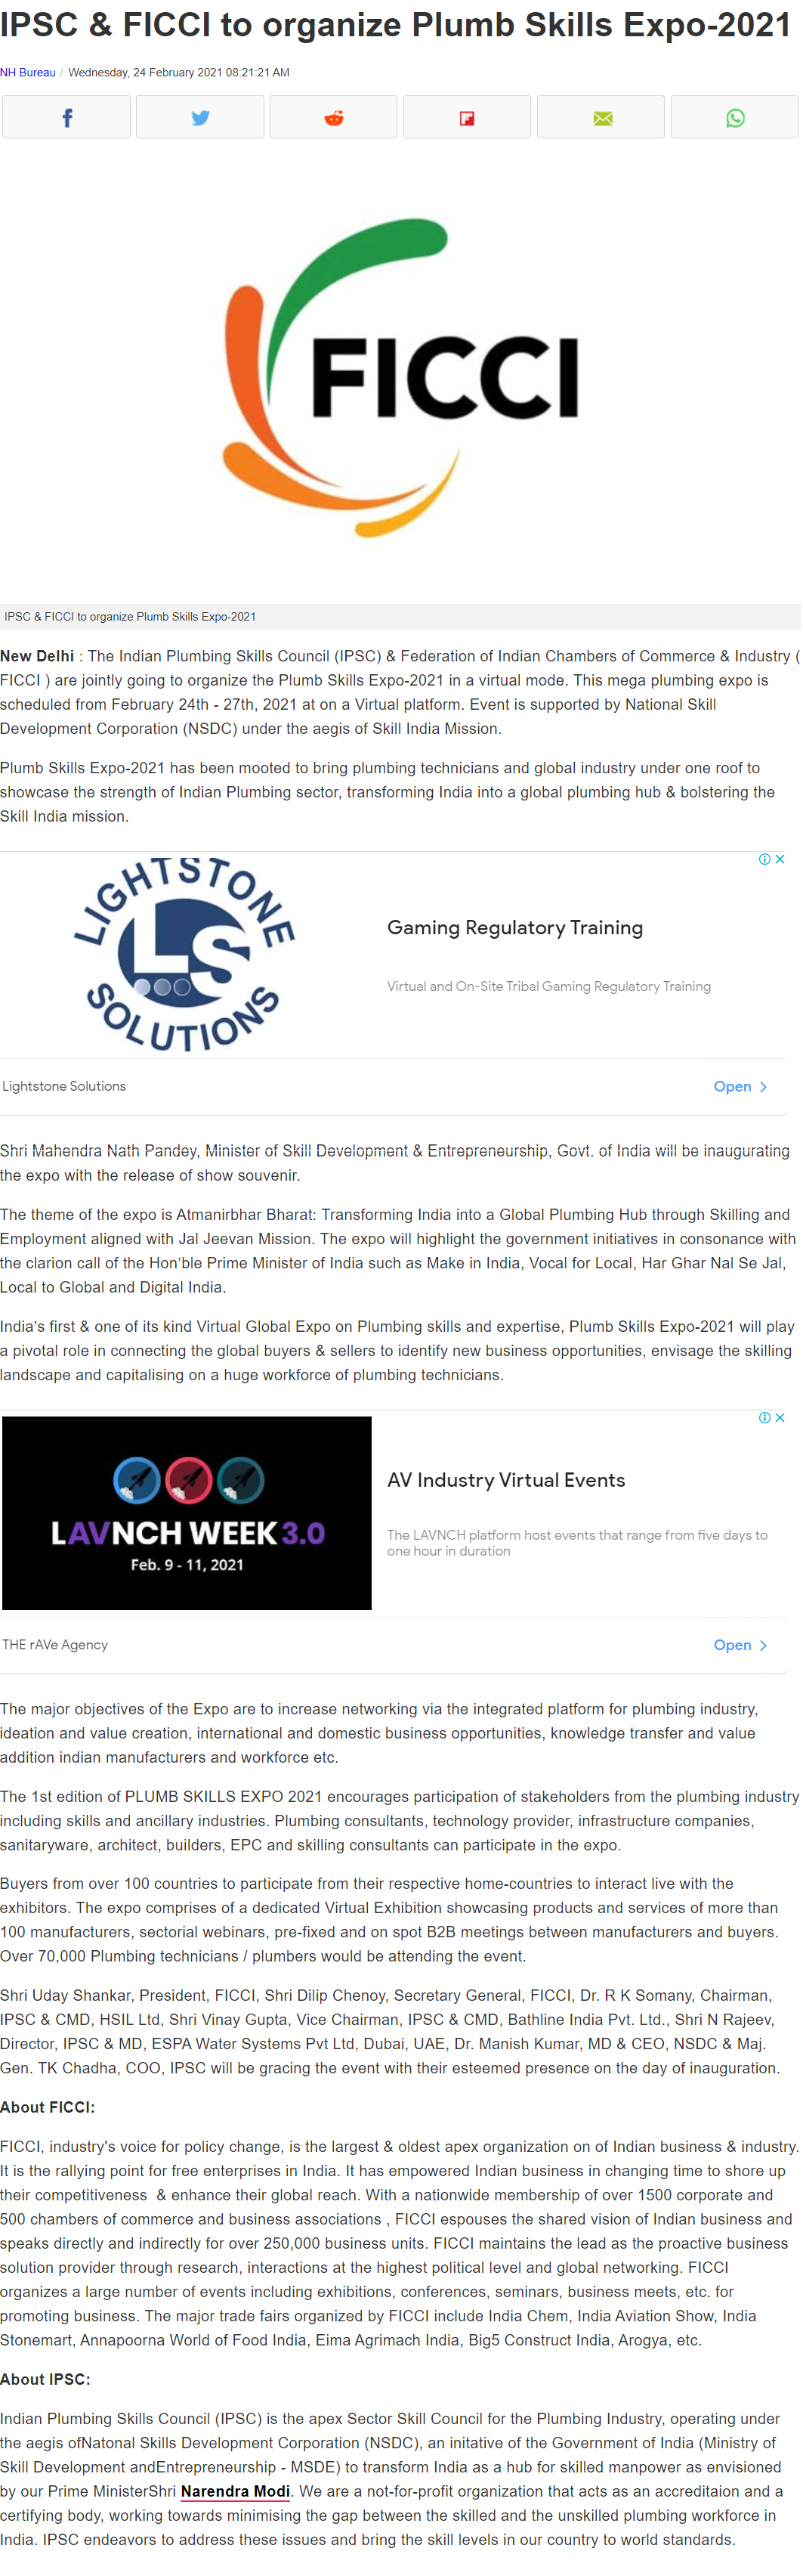 IPSC & FICCI to organize Plumb Skills Expo-2021
NH Bureau / Wednesday, 24 February 2021 08:21:21 AM
FICCI
IPSC & FICCI to organize Plumb Skills Expo-2021
New Delhi : The Indian Plumbing Skills Council (IPSC) & Federation of Indian Chambers of Commerce & Industry (
FICCI ) are jointly going to organize the Plumb Skills Expo-2021 in a virtual mode. This mega plumbing expo is
scheduled from February 24th - 27th, 2021 at on a Virtual platform. Event is supported by National Skill
Development Corporation (NSDC) under the aegis of Skill India Mission.
Plumb Skills Expo-2021 has been mooted to bring plumbing technicians and global industry under one roof to
showcase the strength of Indian Plumbing sector, transforming India into a global plumbing hub & bolstering the
Skill India mission.
LIGHTSTONE
LS
SOLUTIONS
Gaming Regulatory Training
Virtual and On-Site Tribal Gaming Regulatory Training
Lightstone Solutions
Open
Shri Mahendra Nath Pandey, Minister of Skill Development & Entrepreneurship, Govt. of India will be inaugurating
the expo with the release of show souvenir.
The theme of the expo is Atmanirbhar Bharat: Transforming India into a Global Plumbing Hub through Skilling and
Employment aligned with Jal Jeevan Mission. The expo will highlight the government initiatives in consonance with
the clarion call of the Hon’ble Prime Minister of India such as Make in India, Vocal for Local, Har Ghar Nal Se Jal,
Local to Global and Digital India.
India’s first & one of its kind Virtual Global Expo on Plumbing skills and expertise, Plumb Skills Expo-2021 will play
a pivotal role in connecting the global buyers & sellers to identify new business opportunities, envisage the skilling
landscape and capitalising on a huge workforce of plumbing technicians.
LAVNCH WEEK 3.0
Feb. 9 - 11, 2021
AV Industry Virtual Events
The LAVNCH platform host events that range from five days to
one hour in duration
THE rAVe Agency
Open
The major objectives of the Expo are to increase networking via the integrated platform for plumbing industry,
ideation and value creation, international and domestic business opportunities, knowledge transfer and value
addition indian manufacturers and workforce etc.
The 1st edition of PLUMB SKILLS EXPO 2021 encourages participation of stakeholders from the plumbing industry
including skills and ancillary industries. Plumbing consultants, technology provider, infrastructure companies,
sanitaryware, architect, builders, EPC and skilling consultants can participate in the expo.
Buyers from over 100 countries to participate from their respective home-countries to interact live with the
exhibitors. The expo comprises of a dedicated Virtual Exhibition showcasing products and services of more than
100 manufacturers, sectorial webinars, pre-fixed and on spot B2B meetings between manufacturers and buyers.
Over 70,000 Plumbing technicians / plumbers would be attending the event.
Shri Uday Shankar, President, FICCI, Shri Dilip Chenoy, Secretary General, FICCI, Dr. R K Somany, Chairman,
IPSC & CMD, HSIL Ltd, Shri Vinay Gupta, Vice Chairman, IPSC & CMD, Bathline India Pvt. Ltd., Shri N Rajeev,
Director, IPSC & MD, ESPA Water Systems Pvt Ltd, Dubai, UAE, Dr. Manish Kumar, MD & CEO, NSDC & Maj.
Gen. TK Chadha, COO, IPSC will be gracing the event with their esteemed presence on the day of inauguration.
About FICCI:
FICCI, industry's voice for policy change, is the largest & oldest apex organization on of Indian business & industry.
It is the rallying point for free enterprises in India. It has empowered Indian business in changing time to shore up
their competitiveness  & enhance their global reach. With a nationwide membership of over 1500 corporate and
500 chambers of commerce and business associations , FICCI espouses the shared vision of Indian business and
speaks directly and indirectly for over 250,000 business units. FICCI maintains the lead as the proactive business
solution provider through research, interactions at the highest political level and global networking. FICCI
organizes a large number of events including exhibitions, conferences, seminars, business meets, etc. for
promoting business. The major trade fairs organized by FICCI include India Chem, India Aviation Show, India
Stonemart, Annapoorna World of Food India, Eima Agrimach India, Big5 Construct India, Arogya, etc.
About IPSC:
Indian Plumbing Skills Council (IPSC) is the apex Sector Skill Council for the Plumbing Industry, operating under
the aegis ofNatonal Skills Development Corporation (NSDC), an initative of the Government of India (Ministry of
Skill Development andEntrepreneurship - MSDE) to transform India as a hub for skilled manpower as envisioned
by our Prime MinisterShri Narendra Modi. We are a not-for-profit organization that acts as an accreditaion and a
certifying body, working towards minimising the gap between the skilled and the unskilled plumbing workforce in
India. IPSC endeavors to address these issues and bring the skill levels in our country to world standards.